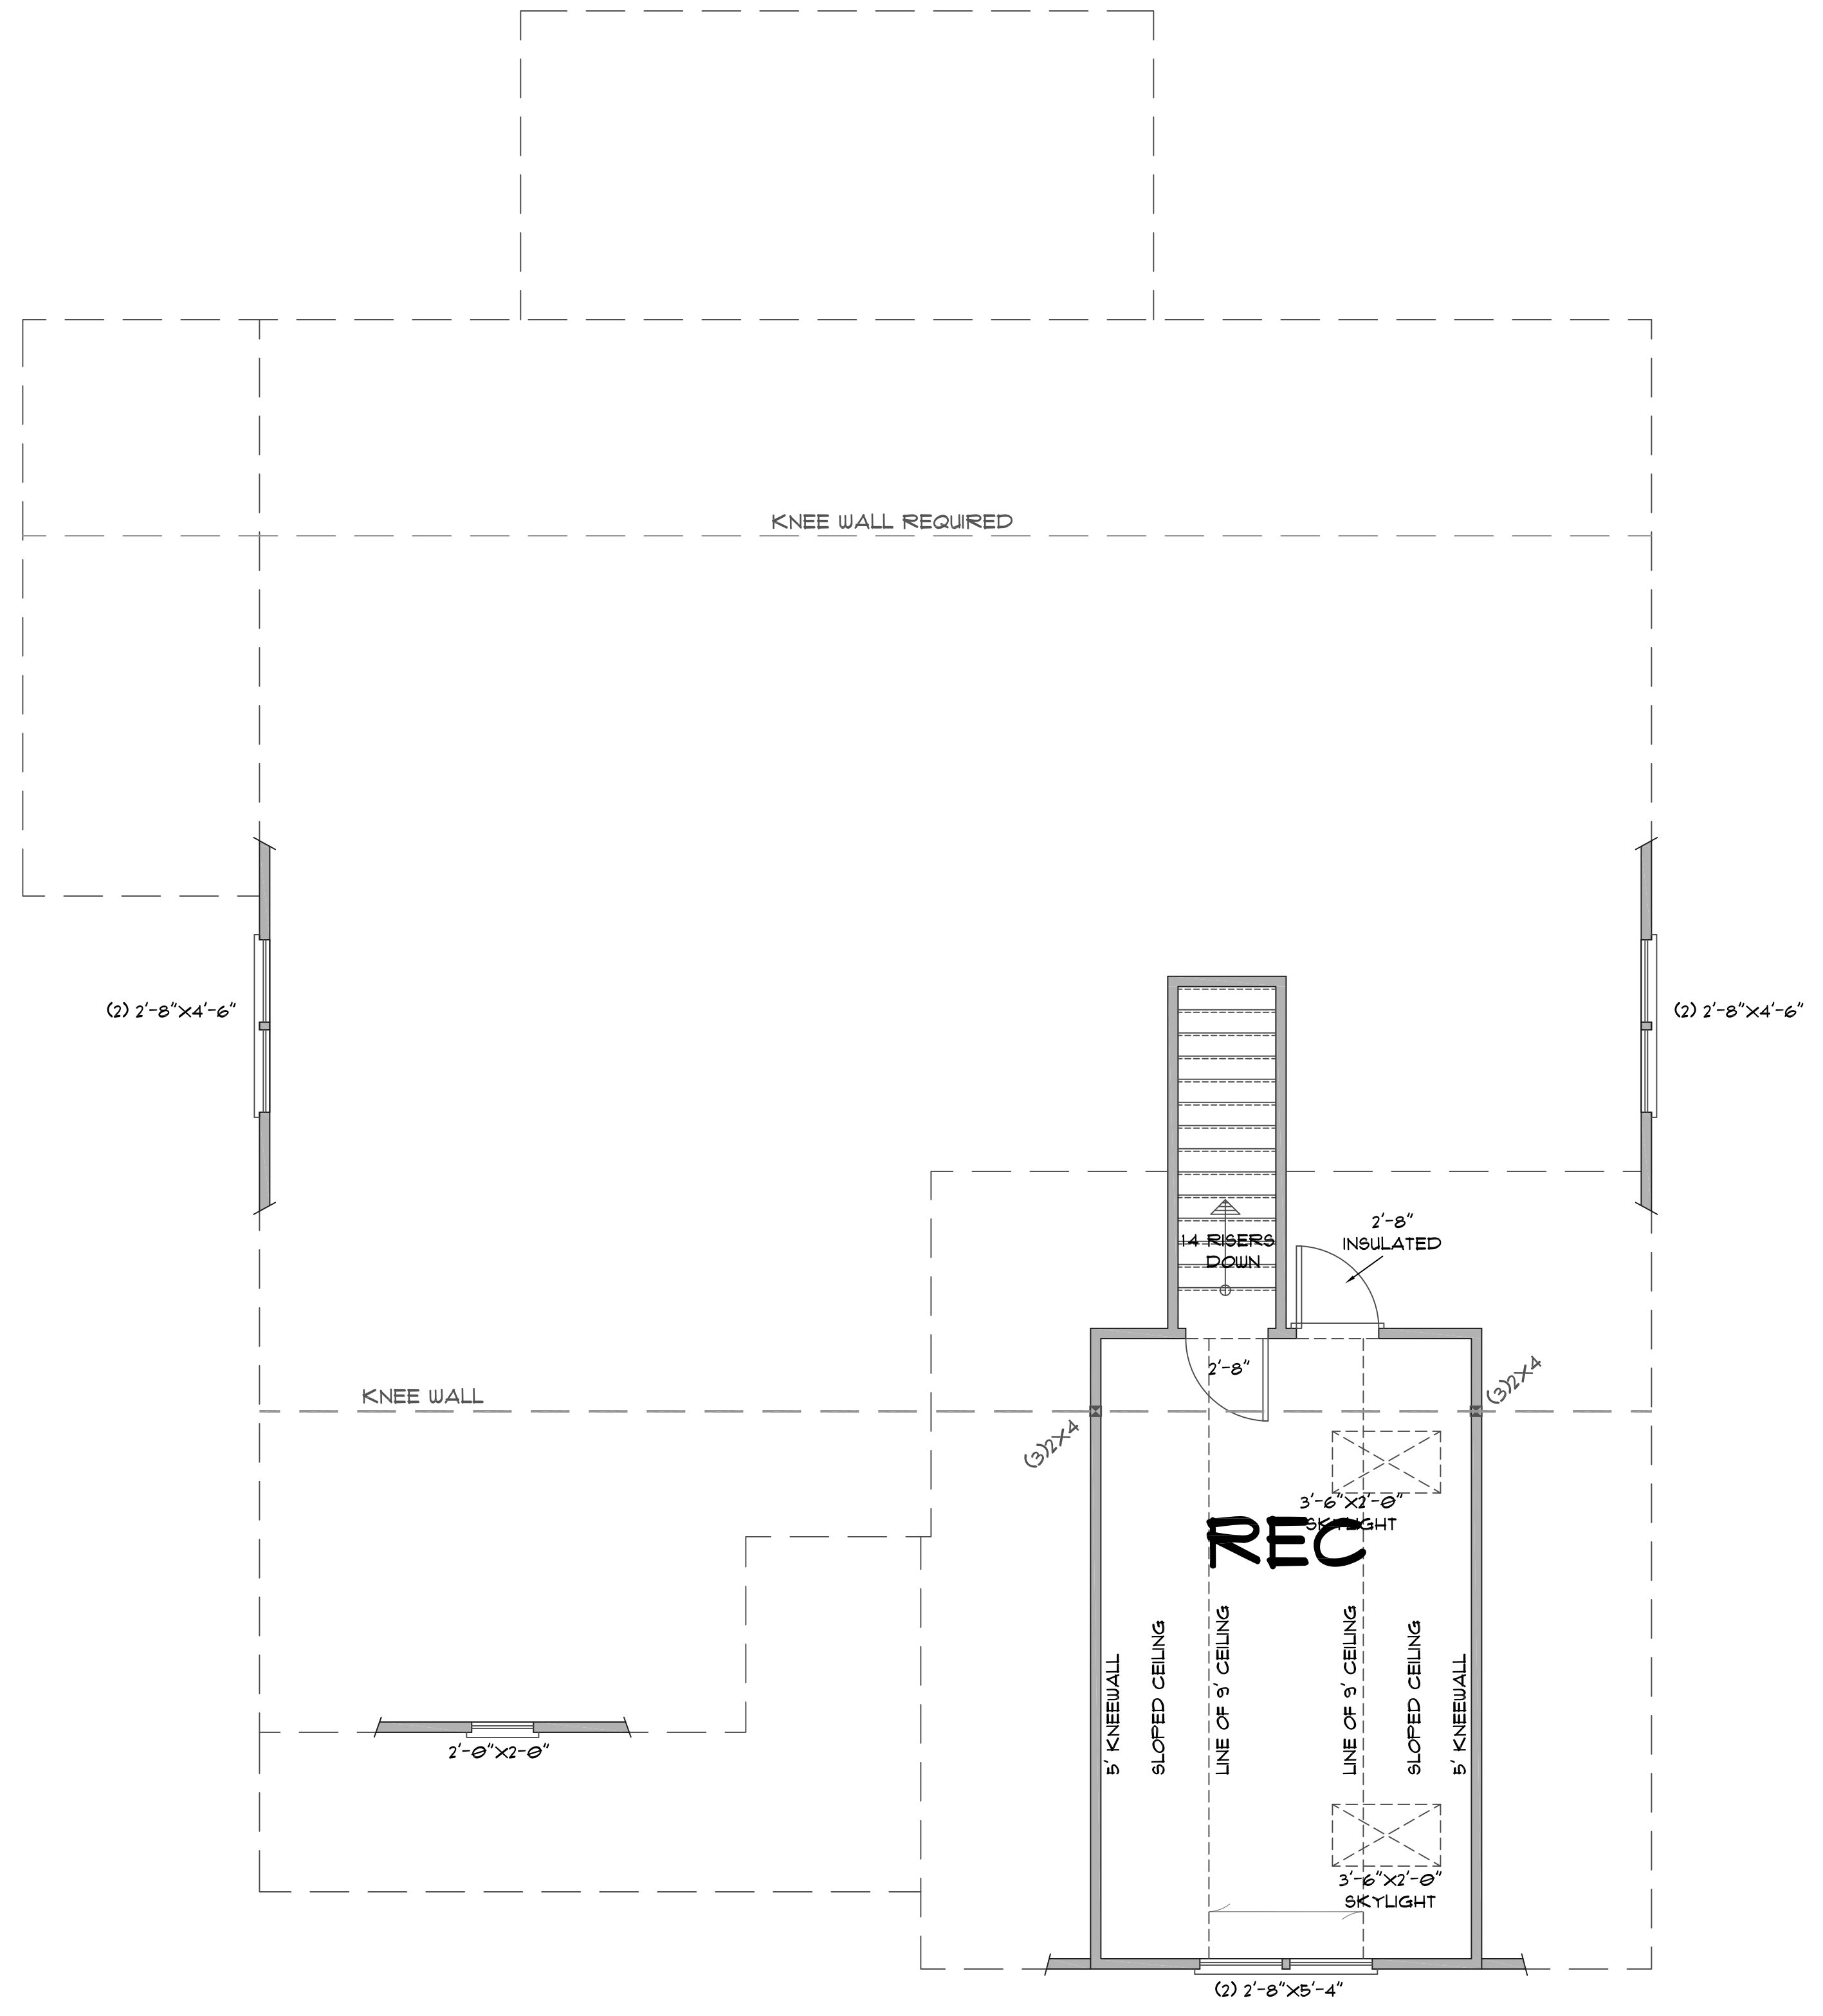 KNEE WALL REQUIRED
(2) 2'-8"X4'-6"
(2) 2'-8"X4'-6"
2'-8"
INSULATED
14 RISERS
DOWN
2'-8"
(3)2X4
KNEE WALL
(3)2X4
3'-6"X2'-0"
SKYLIGHT
REC
5' KNEEWALL
SLOPED CEILING
LINE OF 9' CEILING
LINE OF 9' CEILING
SLOPED CEILING
5' KNEEWALL
2'-0"X2-0"
3'-6"X2'-0"
SKYLIGHT
(2) 2'-8"X5'-4"